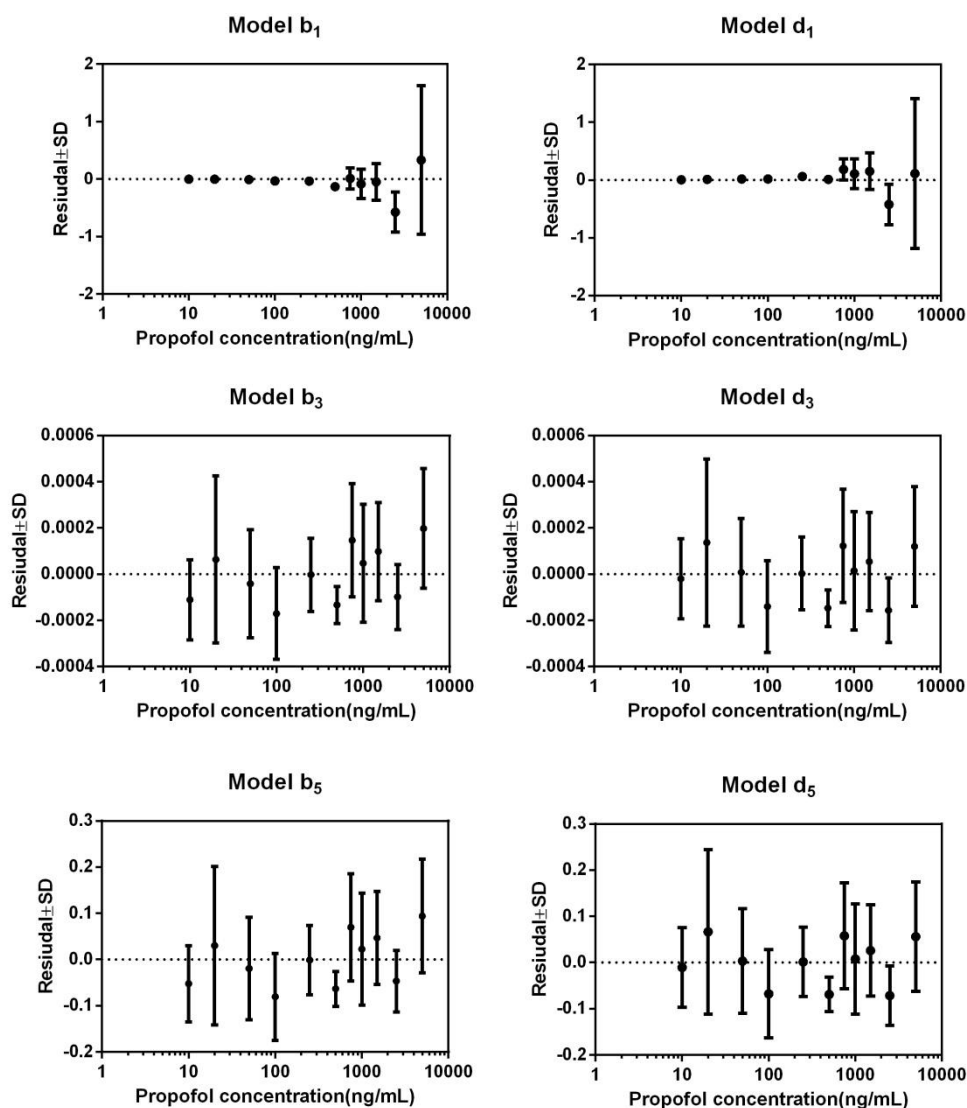 Model b₁
2
1
0
-1
-2
Resiudal±SD
1 10 100 1000 10000
Propofol concentration(ng/mL)
Model d₁
2
1
0
-1
-2
Resiudal±SD
1 10 100 1000 10000
Propofol concentration(ng/mL)
Model b₃
0.0006
0.0004
0.0002
0.0000
-0.0002
-0.0004
Resiudal±SD
1 10 100 1000 10000
Propofol concentration(ng/mL)
Model d₃
0.0006
0.0004
0.0002
0.0000
-0.0002
-0.0004
Resiudal±SD
1 10 100 1000 10000
Propofol concentration(ng/mL)
Model b₅
0.3
0.2
0.1
0.0
-0.1
-0.2
Resiudal±SD
1 10 100 1000 10000
Propofol concentration(ng/mL)
Model d₅
0.3
0.2
0.1
0.0
-0.1
-0.2
Resiudal±SD
1 10 100 1000 10000
Propofol concentration(ng/mL)